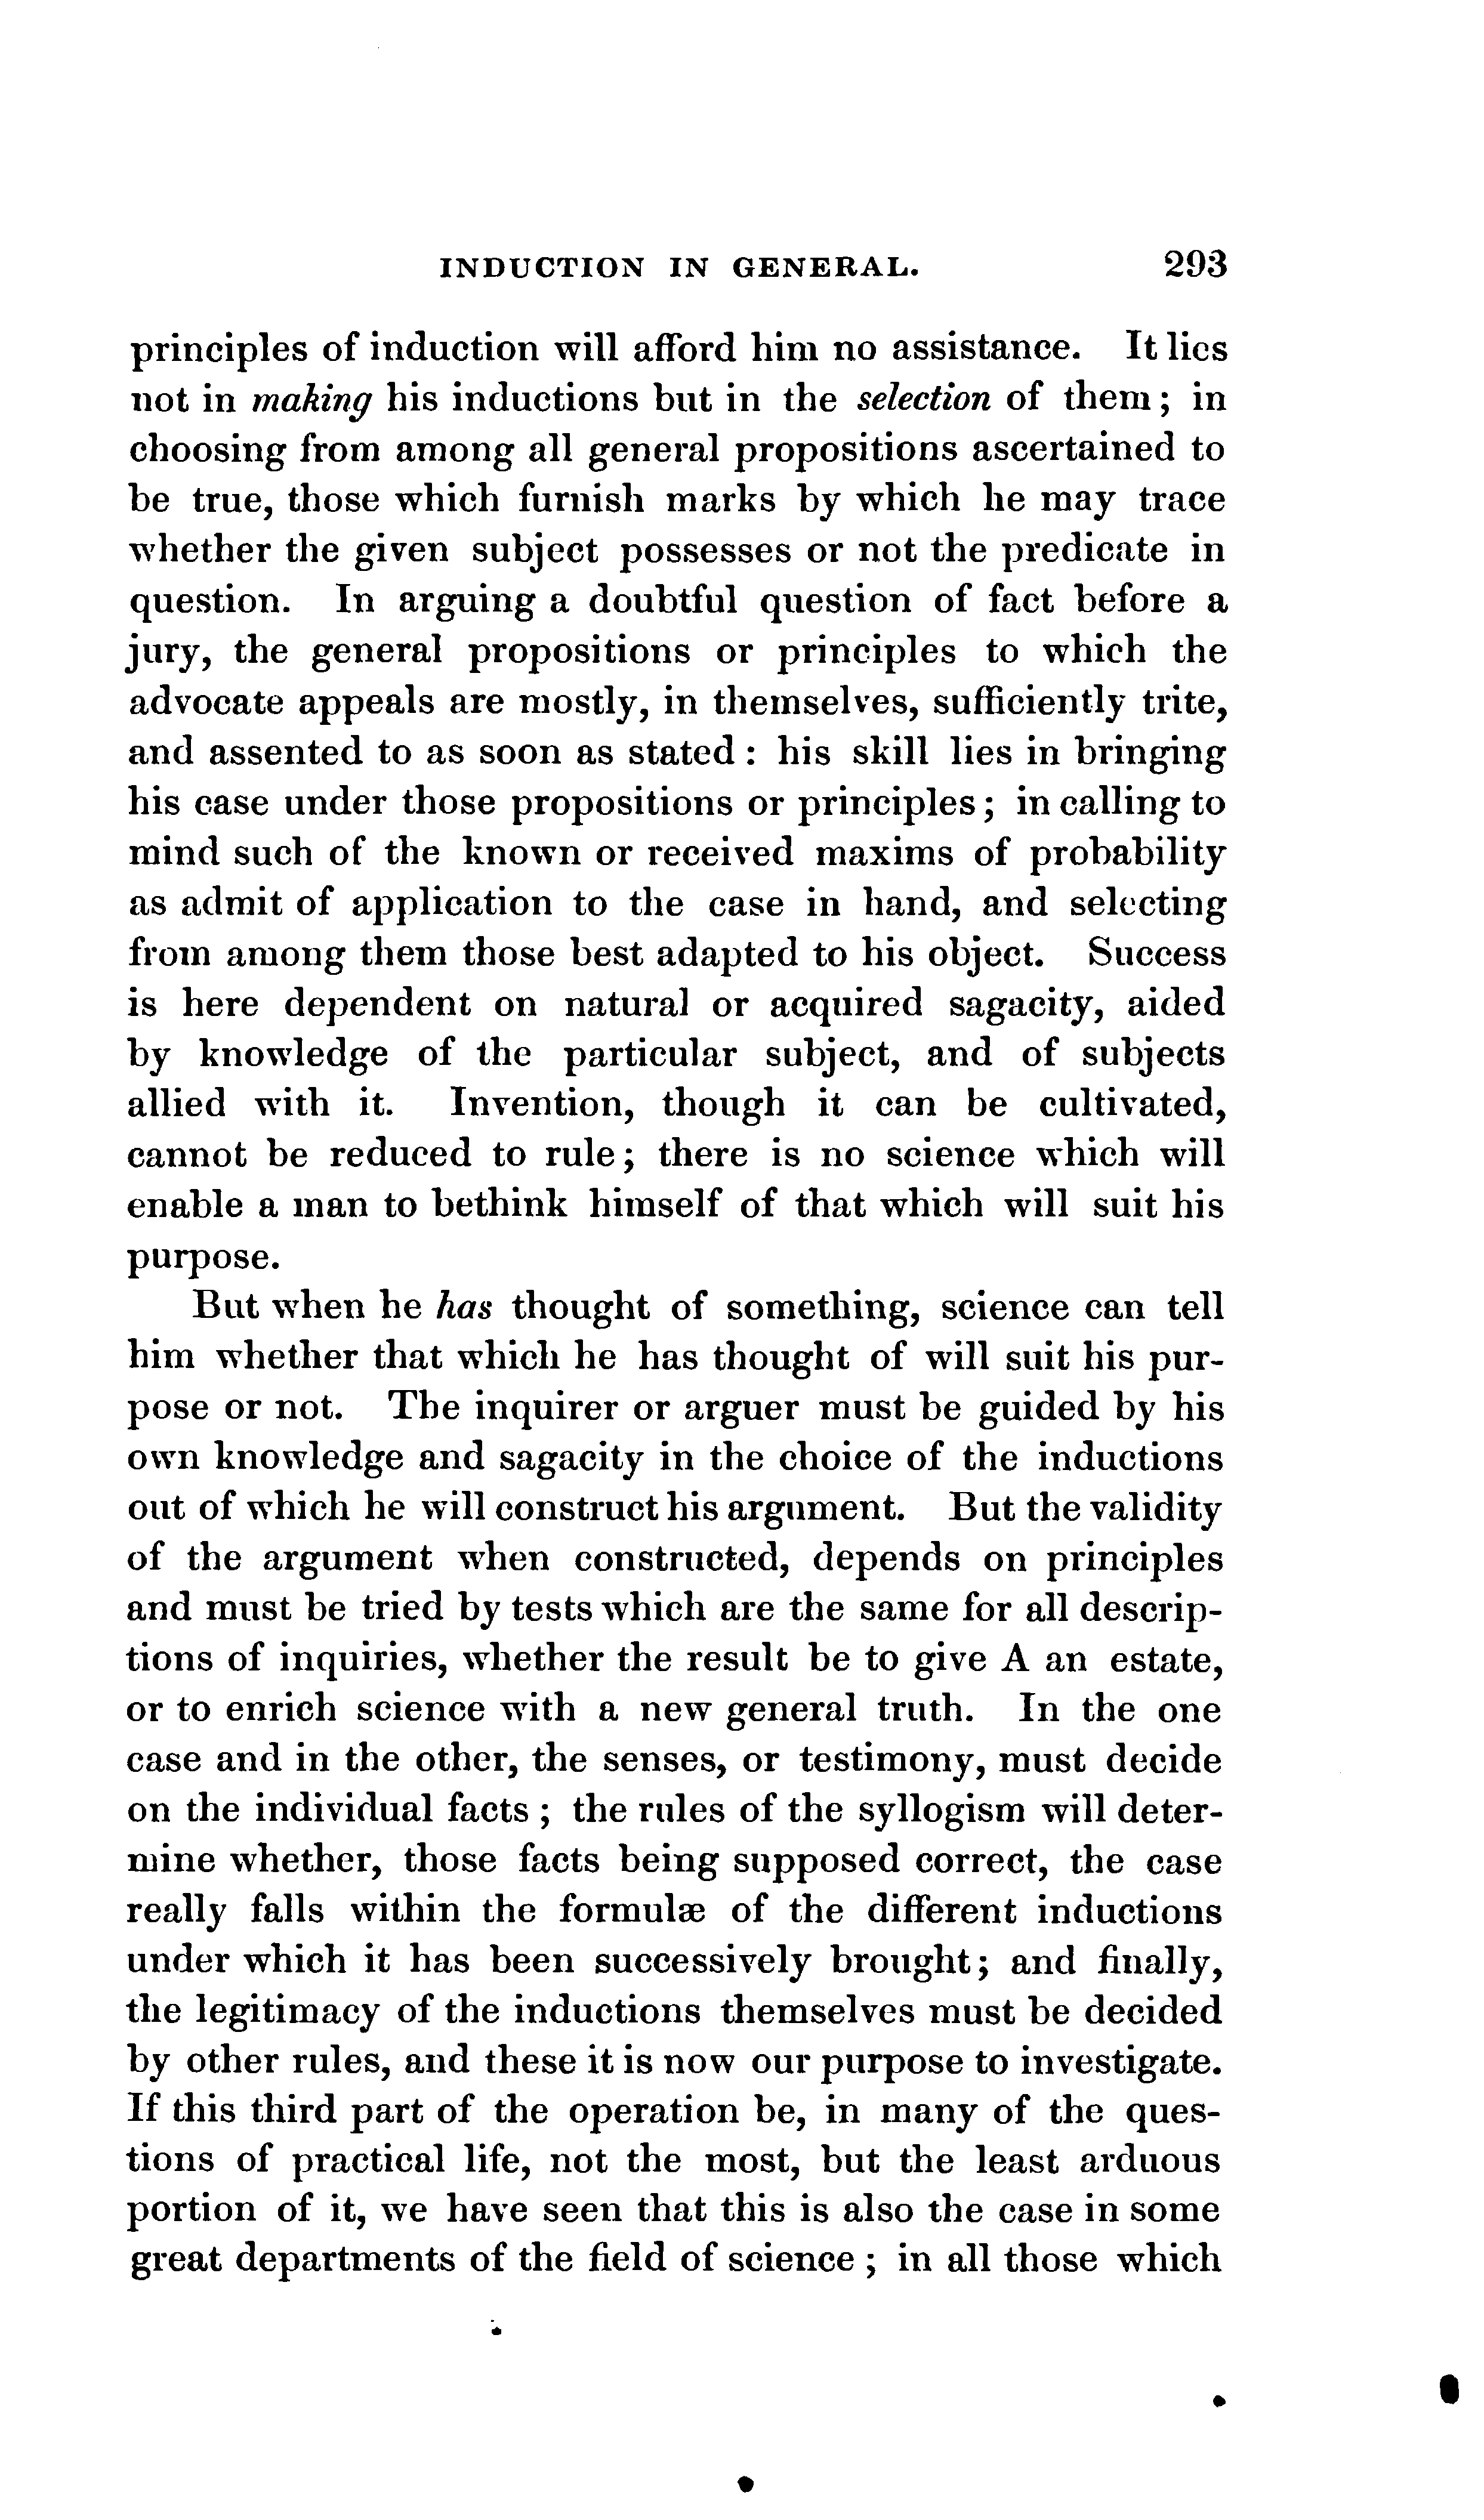 INDUCTION IN GENERAL. 293
principles of induction will afford him no assistance. It lies
not in making his inductions but in the selection of them; in
choosing from among all general propositions ascertained to
be true, those which furnish marks by which he may trace
whether the given subject possesses or not the predicate in
question. In arguing a doubtful question of fact before a
jury, the general propositions or principles to which the
advocate appeals are mostly, in themselves, sufficiently trite,
and assented to as soon as stated: his skill lies in bringing
his case under those propositions or principles; in calling to
mind such of the known or received maxims of probability
as admit of application to the case in hand, and selecting
from among them those best adapted to his object. Success
is here dependent on natural or acquired sagacity, aided
by knowledge of the particular subject, and of subjects
allied with it. Invention, though it can be cultivated,
cannot be reduced to rule; there is no science which will
enable a man to bethink himself of that which will suit his
purpose.
But when he has thought of something, science can tell
him whether that which he has thought of will suit his pur-
pose or not. The inquirer or arguer must be guided by his
own knowledge and sagacity in the choice of the inductions
out of which he will construct his argument. But the validity
of the argument when constructed, depends on principles
and must be tried by tests which are the same for all descrip-
tions of inquiries, whether the result be to give A an estate,
or to enrich science with a new general truth. In the one
case and in the other, the senses, or testimony, must decide
on the individual facts; the rules of the syllogism will deter-
mine whether, those facts being supposed correct, the case
really falls within the formulæ of the different inductions
under which it has been successively brought; and finally,
the legitimacy of the inductions themselves must be decided
by other rules, and these it is now our purpose to investigate.
If this third part of the operation be, in many of the ques-
tions of practical life, not the most, but the least arduous
portion of it, we have seen that this is also the case in some
great departments of the field of science; in all those which